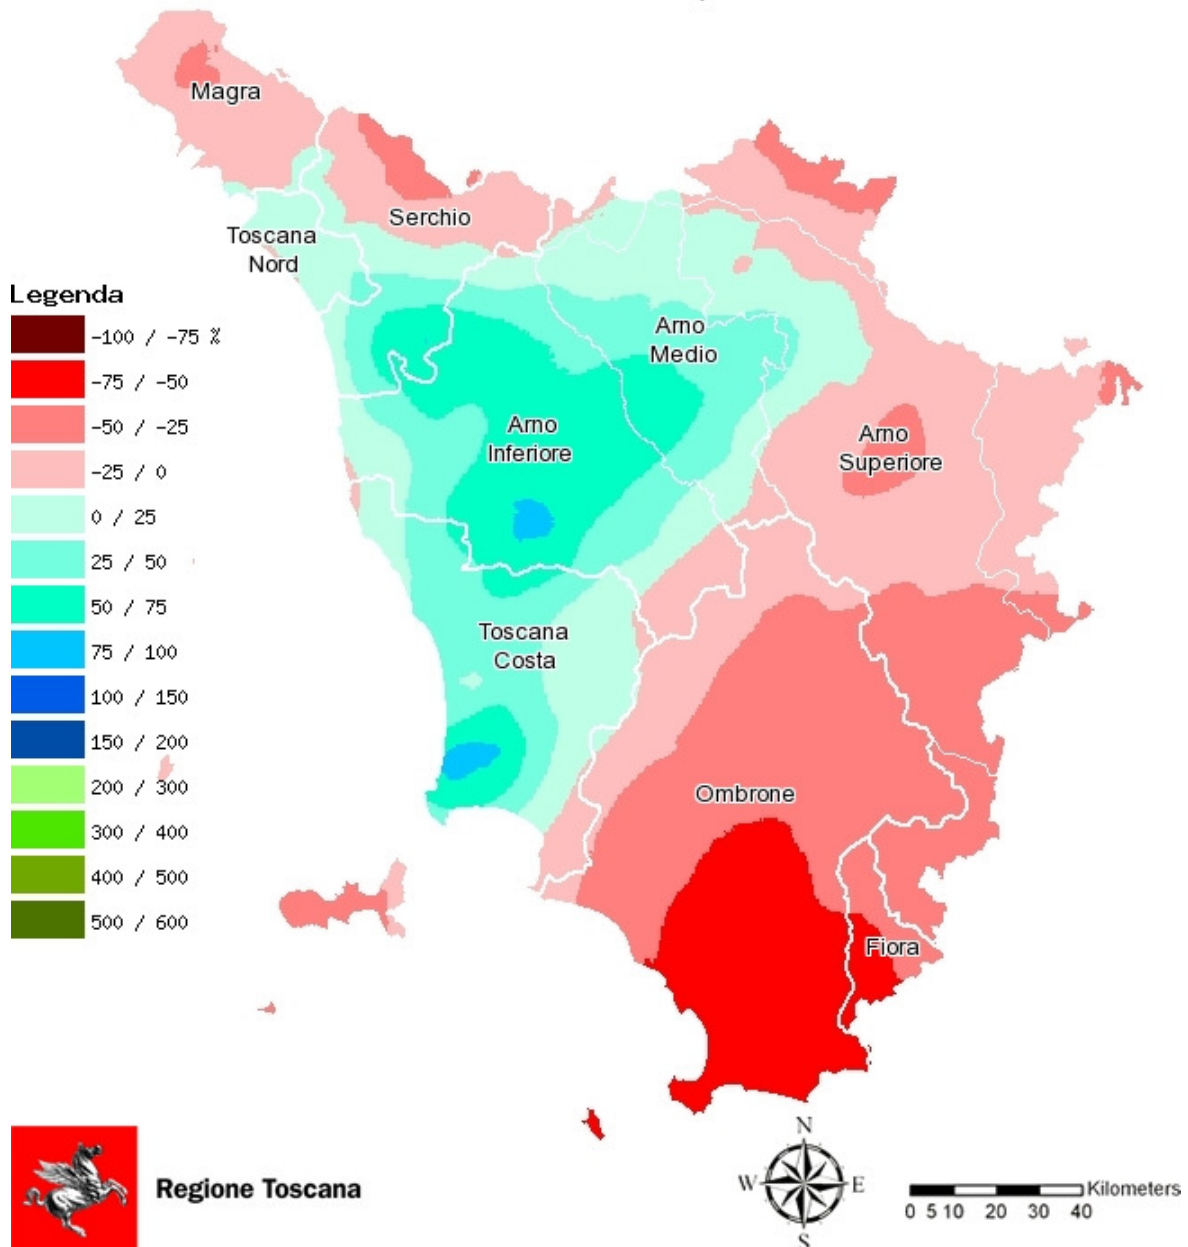 Magra
Serchio
Toscana
Nord
Legenda
-100 / -75 %
-75 / -50
-50 / -25
-25 / 0
0 / 25
25 / 50
50 / 75
75 / 100
100 / 150
150 / 200
200 / 300
300 / 400
400 / 500
500 / 600
Arno
Medio
Arno
Inferiore
Arno
Superiore
Toscana
Costa
Ombrone
Fiora
Regione Toscana
N
W
E
S
Kilometers
0 5 10 20 30 40